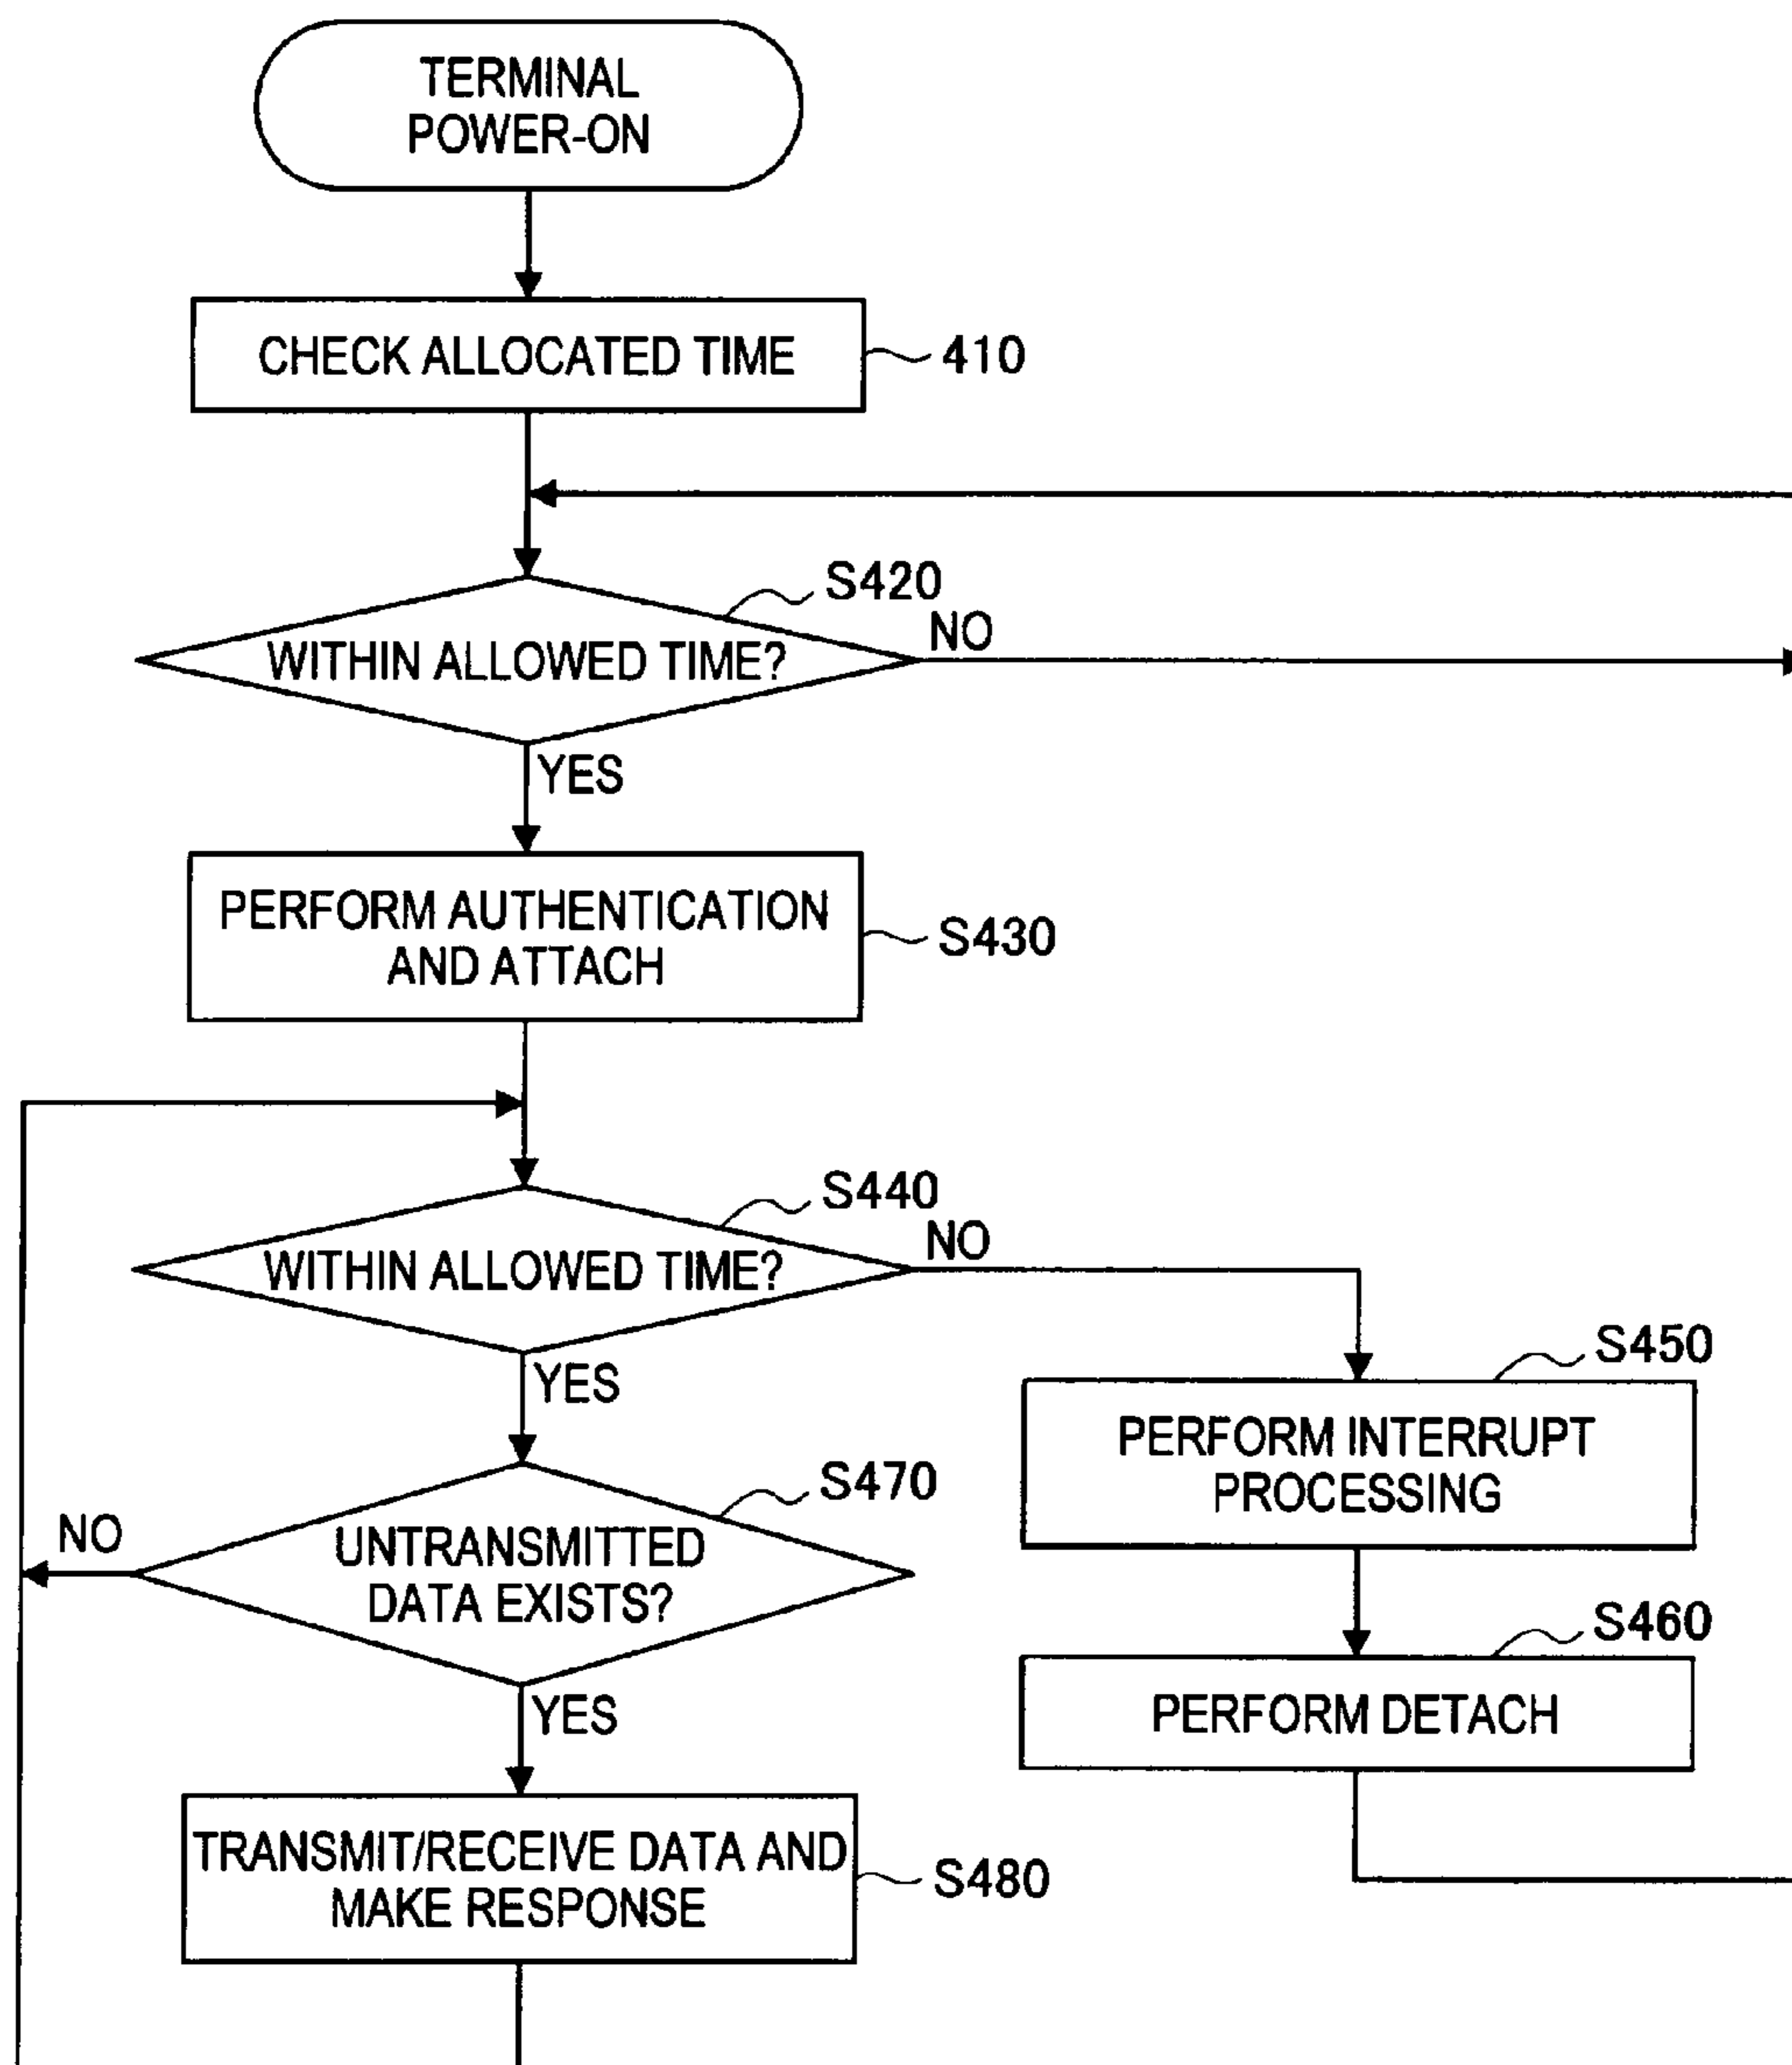 TERMINAL
POWER-ON
CHECK ALLOCATED TIME
410
S420
WITHIN ALLOWED TIME?
NO
YES
PERFORM AUTHENTICATION
AND ATTACH
S430
S440
WITHIN ALLOWED TIME?
NO
YES
S450
PERFORM INTERRUPT
PROCESSING
S470
UNTRANSMITTED
DATA EXISTS?
NO
YES
S460
PERFORM DETACH
TRANSMIT/RECEIVE DATA AND
MAKE RESPONSE
S480